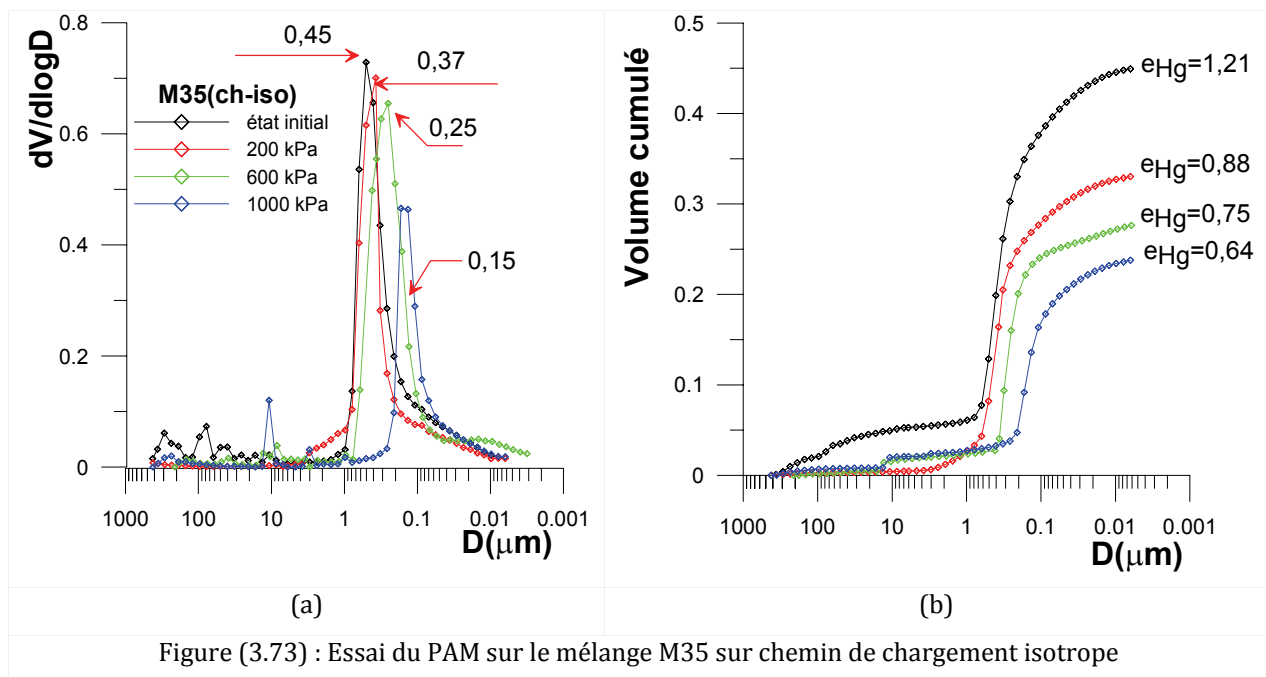 0.8
0.6
0.4
0.2
0
dV/dlogD
0,45
0,37
0,25
0,15
M35(ch-iso)
état initial
200 kPa
600 kPa
1000 kPa
1000 100 10 1 0.1 0.01 0.001
D(μm)
0.5
0.4
0.3
0.2
0.1
0
Volume cumulé
eHg=1,21
eHg=0,88
eHg=0,75
eHg=0,64
1000 100 10 1 0.1 0.01 0.001
D(μm)
(a) (b)
Figure (3.73) : Essai du PAM sur le mélange M35 sur chemin de chargement isotrope